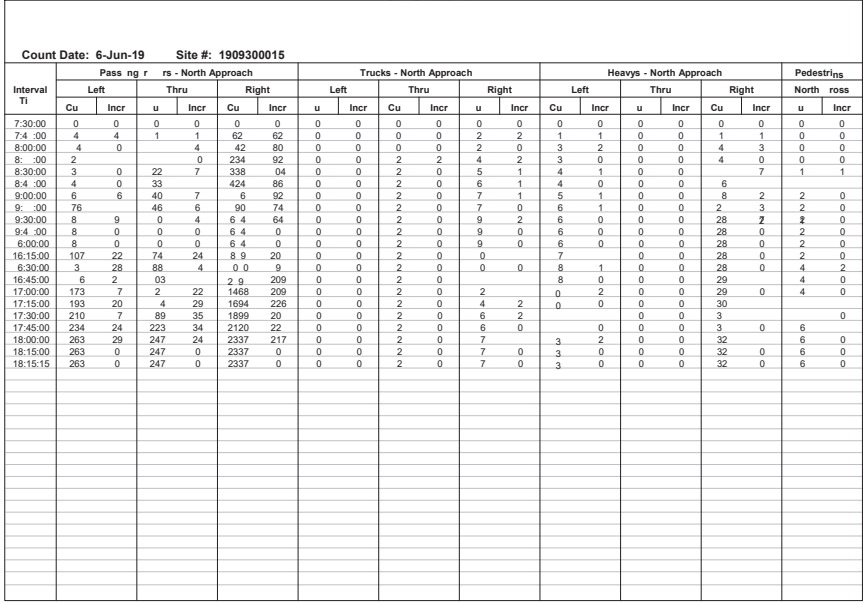 Count Date: 6-Jun-19 Site #: 1909300015
Pass ng r rs - North Approach Trucks - North Approach Heavys - North Approach Pedestrins
Interval Left Thru Right Left Thru Right Left Thru Right North ross
Ti Cu Incr u Incr Cu Incr u Incr Cu Incr u Incr Cu Incr u Incr Cu Incr u Incr
7:30:00 0 0 0 0 0 0 0 0 0 0 0 0 0 0 0 0 0 0 0 0
7:4 :00 4 4 1 1 62 62 0 0 0 0 2 2 1 1 0 0 1 1 0 0
8:00:00 4 0 4 42 80 0 0 0 0 2 0 3 2 0 0 4 3 0 0
8: :00 2 0 234 92 0 0 2 2 4 2 3 0 0 0 4 0 0 0
8:30:00 3 0 22 7 338 04 0 0 2 0 5 1 4 1 0 0 7 1 1
8:4 :00 4 0 33 424 86 0 0 2 0 6 1 4 0 0 0 6
9:00:00 6 6 40 7 6 92 0 0 2 0 7 1 5 1 0 0 8 2 2 0
9: :00 76 46 6 90 74 0 0 2 0 7 0 6 1 0 0 2 3 2 0
9:30:00 8 9 0 4 6 4 64 0 0 2 0 9 2 6 0 0 0 28 2 0
9:4 :00 8 0 0 0 6 4 0 0 0 2 0 9 0 6 0 0 0 28 0 2 0
6:00:00 8 0 0 0 6 4 0 0 0 2 0 9 0 6 0 0 0 28 0 2 0
16:15:00 107 22 74 24 8 9 20 0 0 2 0 0 7 0 0 28 0 2 0
6:30:00 3 28 88 4 0 0 9 0 0 2 0 0 0 8 1 0 0 28 0 4 2
16:45:00 6 2 03 2 9 209 0 0 2 0 8 0 0 0 29 4 0
17:00:00 173 7 2 22 1468 209 0 0 2 0 2 0 2 0 0 29 0 4 0
17:15:00 193 20 4 29 1694 226 0 0 2 0 4 2 0 0 0 0 30
17:30:00 210 7 89 35 1899 20 0 0 2 0 6 2 0 0 3 0
17:45:00 234 24 223 34 2120 22 0 0 2 0 6 0 0 0 0 3 0 6
18:00:00 263 29 247 24 2337 217 0 0 2 0 7 3 2 0 0 32 6 0
18:15:00 263 0 247 0 2337 0 0 0 2 0 7 0 3 0 0 0 32 0 6 0
18:15:15 263 0 247 0 2337 0 0 0 2 0 7 0 3 0 0 0 32 0 6 0